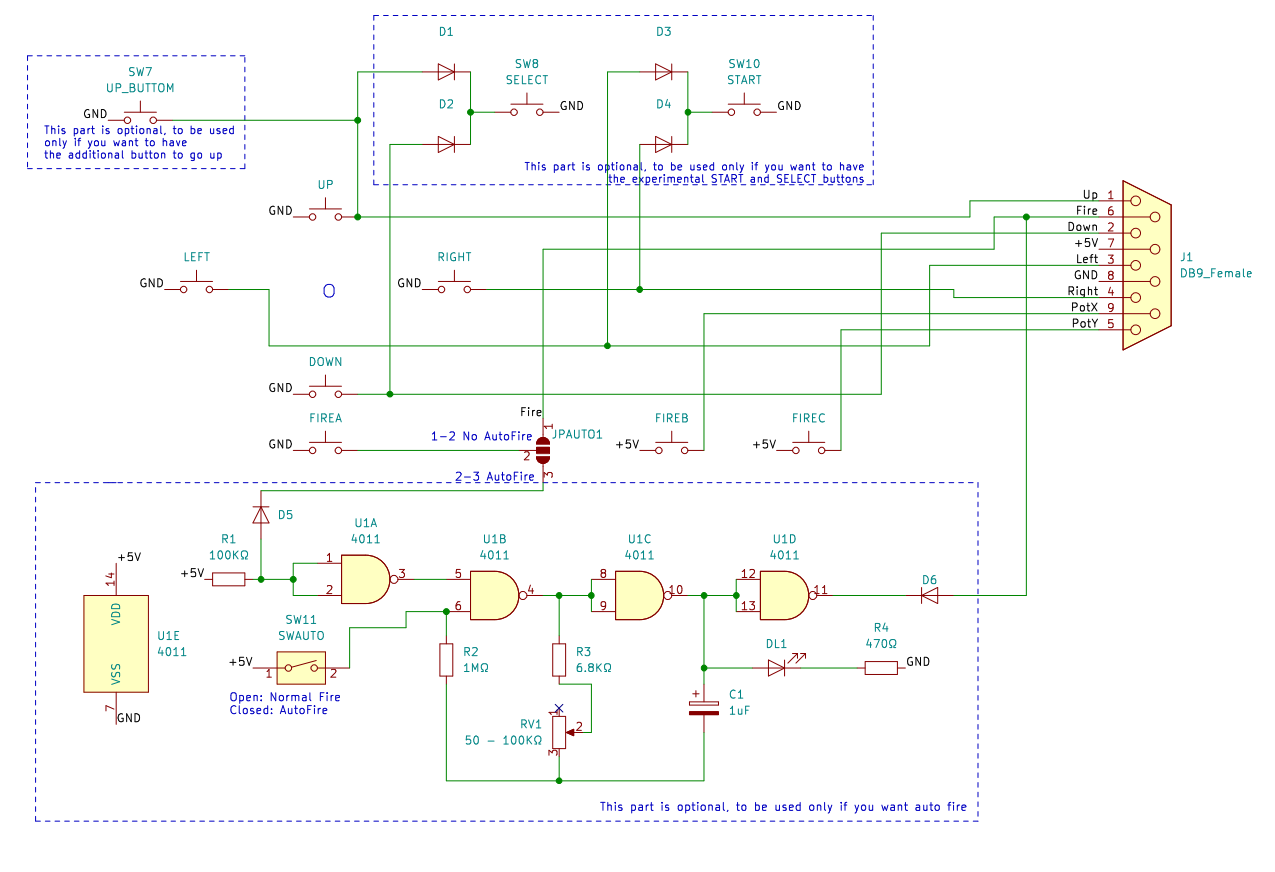 D1
D3
SW7
UP_BUTTOM
GND
This part is optional, to be used
only if you want to have
the additional button to go up
SW8
SELECT
GND
SW10
START
GND
D2
D4
This part is optional, to be used only if you want to have
the experimental START and SELECT buttons
UP
GND
LEFT
GND
O
RIGHT
GND
Up 1
Fire 6
Down 2
+5V 7
Left 3
GND 8
Right 4
PotX 9
PotY 5
J1
DB9_Female
DOWN
GND
FIREA
GND
Fire
1
1-2 No AutoFire
JPAUTO1
2
2-3 AutoFire
3
FIREB
+5V
FIREC
+5V
D5
R1
100KΩ
+5V
U1A
4011
1
2
3
U1B
4011
5
6
4
U1C
4011
8
9
10
U1D
4011
12
13
11
D6
+5V
14
VDD
U1E
4011
VSS
7
GND
SW11
SWAUTO
+5V
1
2
Open: Normal Fire
Closed: AutoFire
R2
1MΩ
R3
6.8KΩ
DL1
R4
470Ω
GND
RV1
50 - 100KΩ
1
2
3
+
C1
1uF
This part is optional, to be used only if you want auto fire